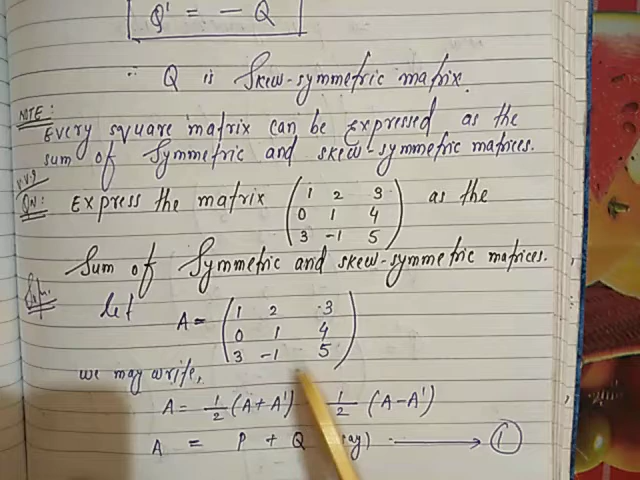 Q' = - Q
∴ Q is Skew-symmetric matrix.
NOTE:
Every square matrix can be expressed as the
sum of Symmetric and skew-symmetric matrices.
V.V.I
QN: Express the matrix (1 2 3
0 1 4
3 -1 5) as the
Sum of Symmetric and skew-symmetric matrices.
Soln.
Let
A = (1 2 3
0 1 4
3 -1 5)
we may write,
A = 1/2 (A+A') 1/2 (A-A')
A = P + Q ay) → 1